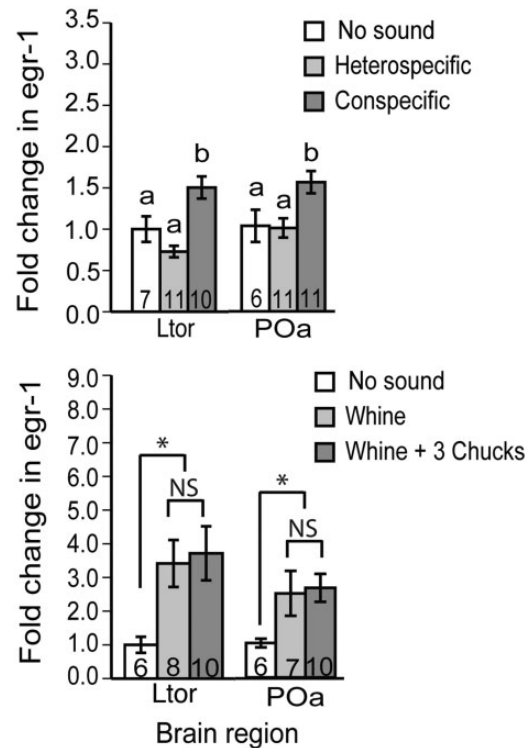 No sound
Heterospecific
Conspecific
Fold change in egr-1
3.5
3.0
2.5
2.0
1.5
1.0
0.5
0.0
a a b a a b
7 11 10 6 11 11
Ltor POa
No sound
Whine
Whine + 3 Chucks
Fold change in egr-1
9.0
8.0
7.0
6.0
5.0
4.0
3.0
2.0
1.0
0.0
* *
NS NS
6 8 10 6 7 10
Ltor POa
Brain region